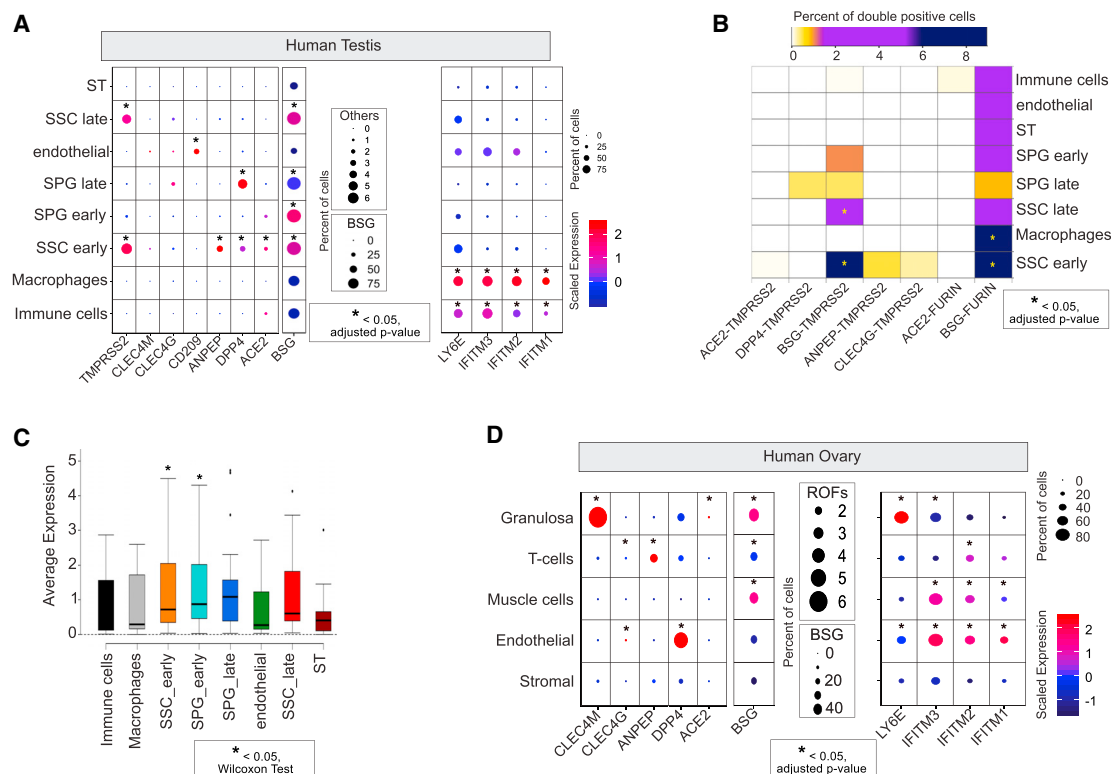 A
Human Testis
ST
SSC late
endothelial
SPG late
SPG early
SSC early
Macrophages
Immune cells
* * * * * * * * * * * *
* * * *
* * * *
TMPRSS2
CLEC4M
CLEC4G
CD209
ANPEP
DPP4
ACE2
BSG
Others
0
1
2
3
4
5
6
Percent of cells
BSG
0
25
50
75
* < 0.05,
adjusted p-value
LY6E
IFITM3
IFITM2
IFITM1
Percent of cells
0
25
50
75
Scaled Expression
2
1
0
B
Percent of double positive cells
0 2 4 6 8
Immune cells
endothelial
ST
SPG early
SPG late
SSC late
Macrophages
SSC early
* * * *
ACE2-TMPRSS2
DPP4-TMPRSS2
BSG-TMPRSS2
ANPEP-TMPRSS2
CLEC4G-TMPRSS2
ACE2-FURIN
BSG-FURIN
* < 0.05,
adjusted p-value
C
Average Expression
5
4
3
2
1
0
* *
Immune cells
Macrophages
SSC_early
SPG_early
SPG_late
endothelial
SSC_late
ST
* < 0.05,
Wilcoxon Test
D
Human Ovary
Granulosa
T-cells
Muscle cells
Endothelial
Stromal
* * *
* * *
*
* *
* *
*
* * *
* * * *
CLEC4M
CLEC4G
ANPEP
DPP4
ACE2
BSG
ROFs
2
3
4
5
6
Percent of cells
BSG
0
20
40
* < 0.05,
adjusted p-value
LY6E
IFITM3
IFITM2
IFITM1
Percent of cells
0
20
40
60
80
Scaled Expression
2
1
0
-1